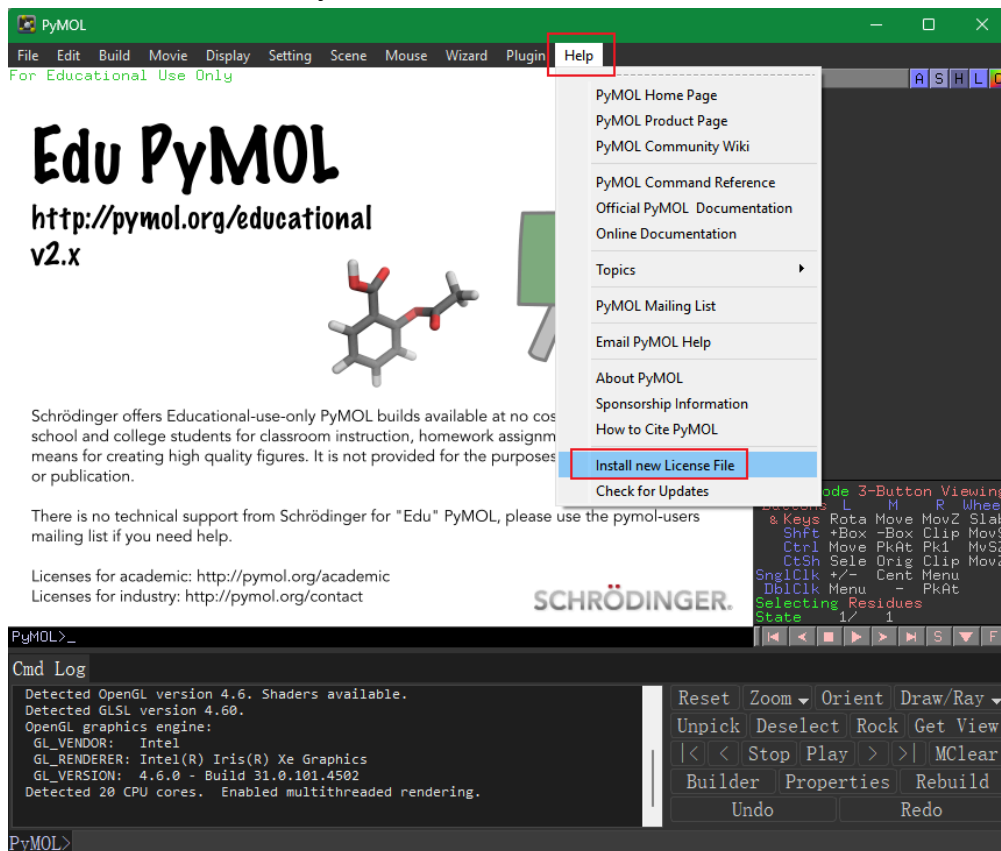 PyMOL
File Edit Build Movie Display Setting Scene Mouse Wizard Plugin Help
For Educational Use Only
A S H L C
Edu PyMOL
http://pymol.org/educational
v2.x
Schrödinger offers Educational-use-only PyMOL builds available at no cos
school and college students for classroom instruction, homework assignm
means for creating high quality figures. It is not provided for the purposes
or publication.
There is no technical support from Schrödinger for "Edu" PyMOL, please use the pymol-users
mailing list if you need help.
Licenses for academic: http://pymol.org/academic
Licenses for industry: http://pymol.org/contact
SCHRÖDINGER.
PyMOL Home Page
PyMOL Product Page
PyMOL Community Wiki
PyMOL Command Reference
Official PyMOL Documentation
Online Documentation
Topics
PyMOL Mailing List
Email PyMOL Help
About PyMOL
Sponsorship Information
How to Cite PyMOL
Install new License File
Check for Updates
ode 3-Button Viewing
Buttons L M R Whee
& Keys Rota Move MovZ Slab
Shft +Box -Box Clip MovS
Ctrl Move PkAt Pk1 MvSZ
CtSh Sele Orig Clip MovZ
SnglClk +/- Cent Menu
DblClk Menu - PkAt
Selecting Residues
State 1/ 1
PyMOL>_
S F
Cmd Log
Detected OpenGL version 4.6. Shaders available.
Detected GLSL version 4.60.
OpenGL graphics engine:
GL_VENDOR: Intel
GL_RENDERER: Intel(R) Iris(R) Xe Graphics
GL_VERSION: 4.6.0 - Build 31.0.101.4502
Detected 20 CPU cores. Enabled multithreaded rendering.
Reset Zoom Orient Draw/Ray
Unpick Deselect Rock Get View
|< < Stop Play > >| MClear
Builder Properties Rebuild
Undo Redo
PyMOL>